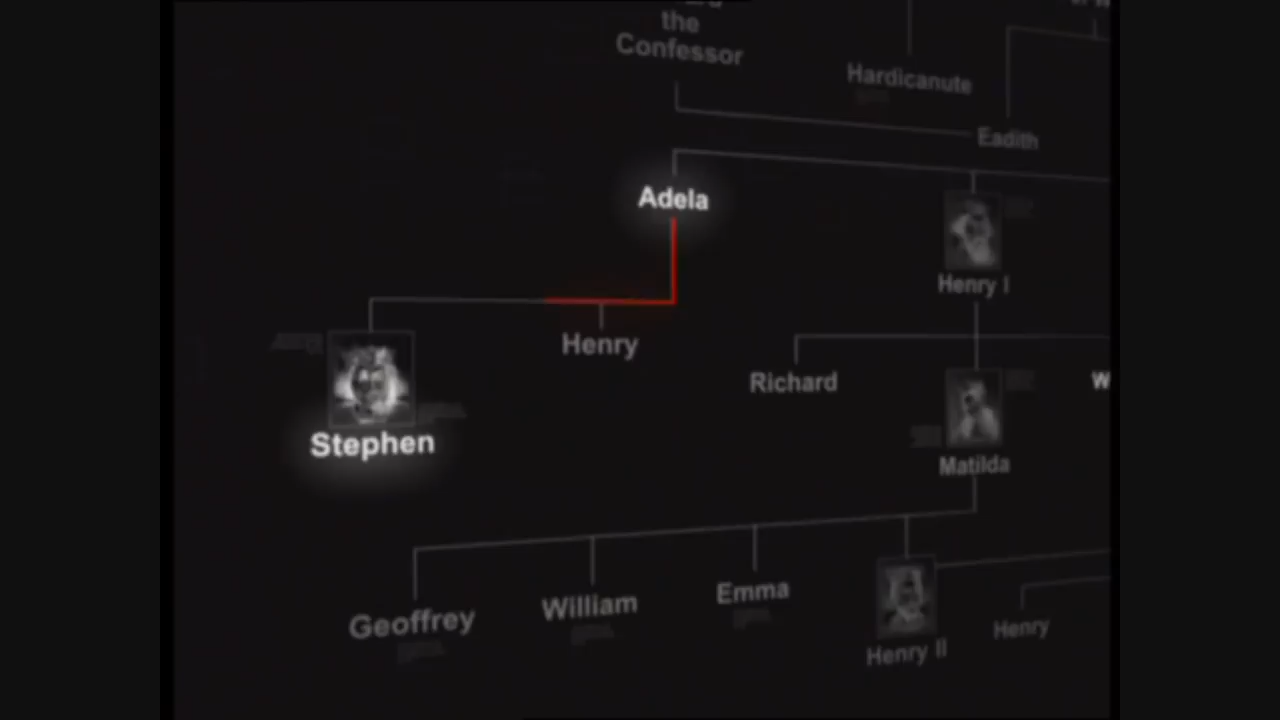 the
Confessor
Hardicanute
Eadith
Adela
Henry I
Henry
Richard
Stephen
Matilda
Geoffrey
William
Emma
Henry II
Henry